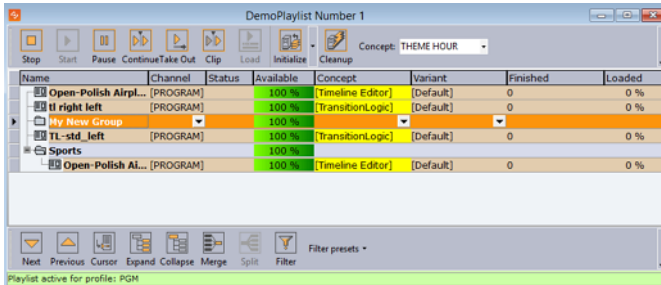 DemoPlaylist Number 1
Stop Start Pause Continue Take Out Clip Load Initialize Cleanup Concept: THEME HOUR
Name Channel Status Available Concept Variant Finished Loaded
Open-Polish Airpl... [PROGRAM] 100 % [Timeline Editor] [Default] 0 0 %
tl right left [PROGRAM] 100 % [TransitionLogic] [Default] 0 0 %
My New Group 100 %
TL-std_left [PROGRAM] 100 % [TransitionLogic] [Default] 0 0 %
Sports 100 %
Open-Polish Ai... [PROGRAM] 100 % [Timeline Editor] [Default] 0 0 %
Next Previous Cursor Expand Collapse Merge Split Filter Filter presets
Playlist active for profile: PGM